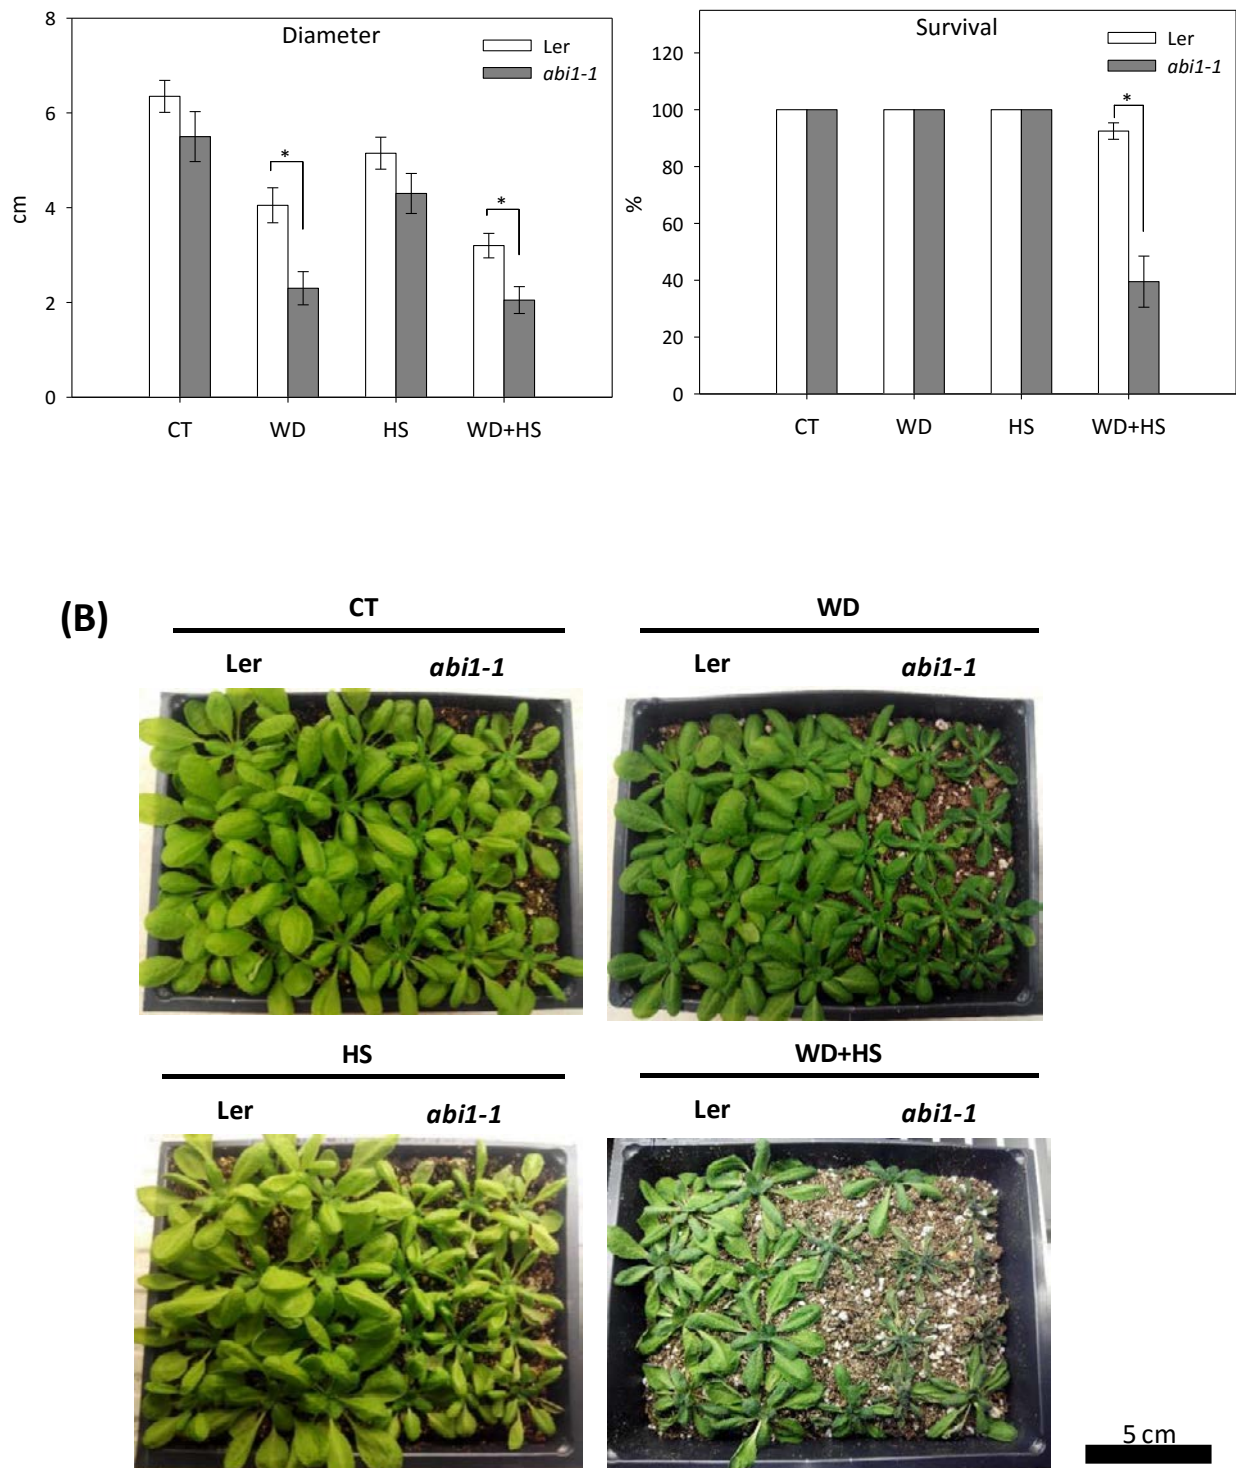 Diameter
Ler
abi1-1
8
6
4
2
0
cm
*
*
CT WD HS WD+HS
Survival
Ler
abi1-1
120
100
80
60
40
20
0
%
*
CT WD HS WD+HS
(B)
CT
Ler abi1-1
WD
Ler abi1-1
HS
Ler abi1-1
WD+HS
Ler abi1-1
5 cm